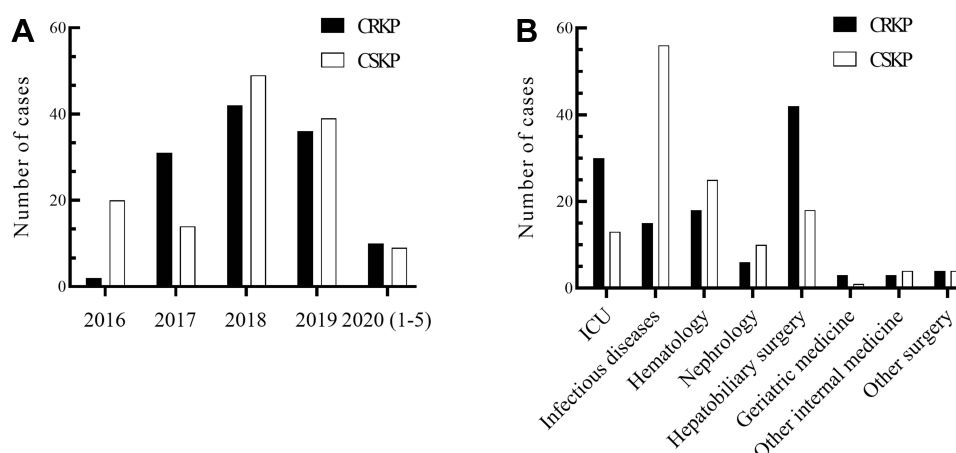 A
Number of cases
60
40
20
0
CRKP
CSKP
2016 2017 2018 2019 2020 (1-5)
B
Number of cases
60
40
20
0
CRKP
CSKP
ICU
Infectious diseases
Hematology
Nephrology
Hepatobiliary surgery
Geriatric medicine
Other internal medicine
Other surgery